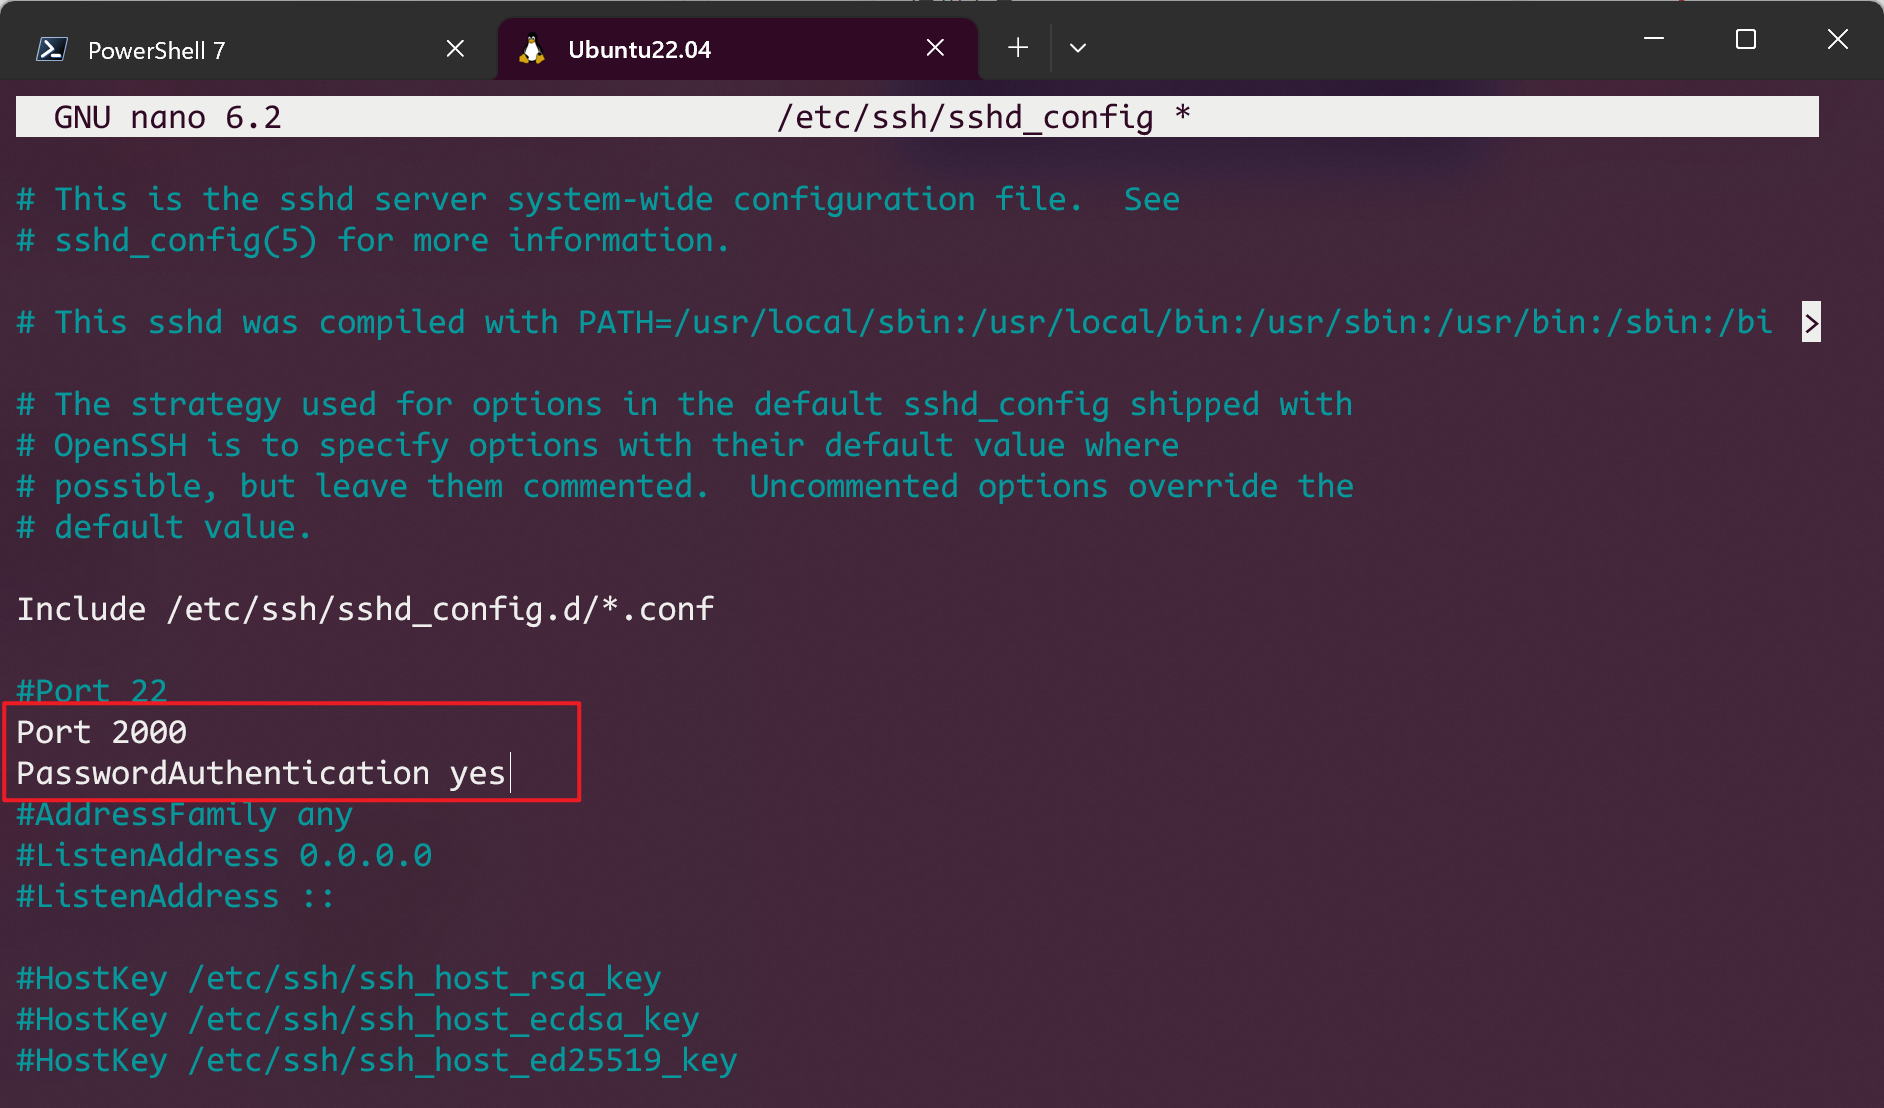 PowerShell 7
Ubuntu22.04
GNU nano 6.2 /etc/ssh/sshd_config *
# This is the sshd server system-wide configuration file.  See
# sshd_config(5) for more information.
# This sshd was compiled with PATH=/usr/local/sbin:/usr/local/bin:/usr/sbin:/usr/bin:/sbin:/bi >
# The strategy used for options in the default sshd_config shipped with
# OpenSSH is to specify options with their default value where
# possible, but leave them commented.  Uncommented options override the
# default value.
Include /etc/ssh/sshd_config.d/*.conf
#Port 22
Port 2000
PasswordAuthentication yes
#AddressFamily any
#ListenAddress 0.0.0.0
#ListenAddress ::
#HostKey /etc/ssh/ssh_host_rsa_key
#HostKey /etc/ssh/ssh_host_ecdsa_key
#HostKey /etc/ssh/ssh_host_ed25519_key